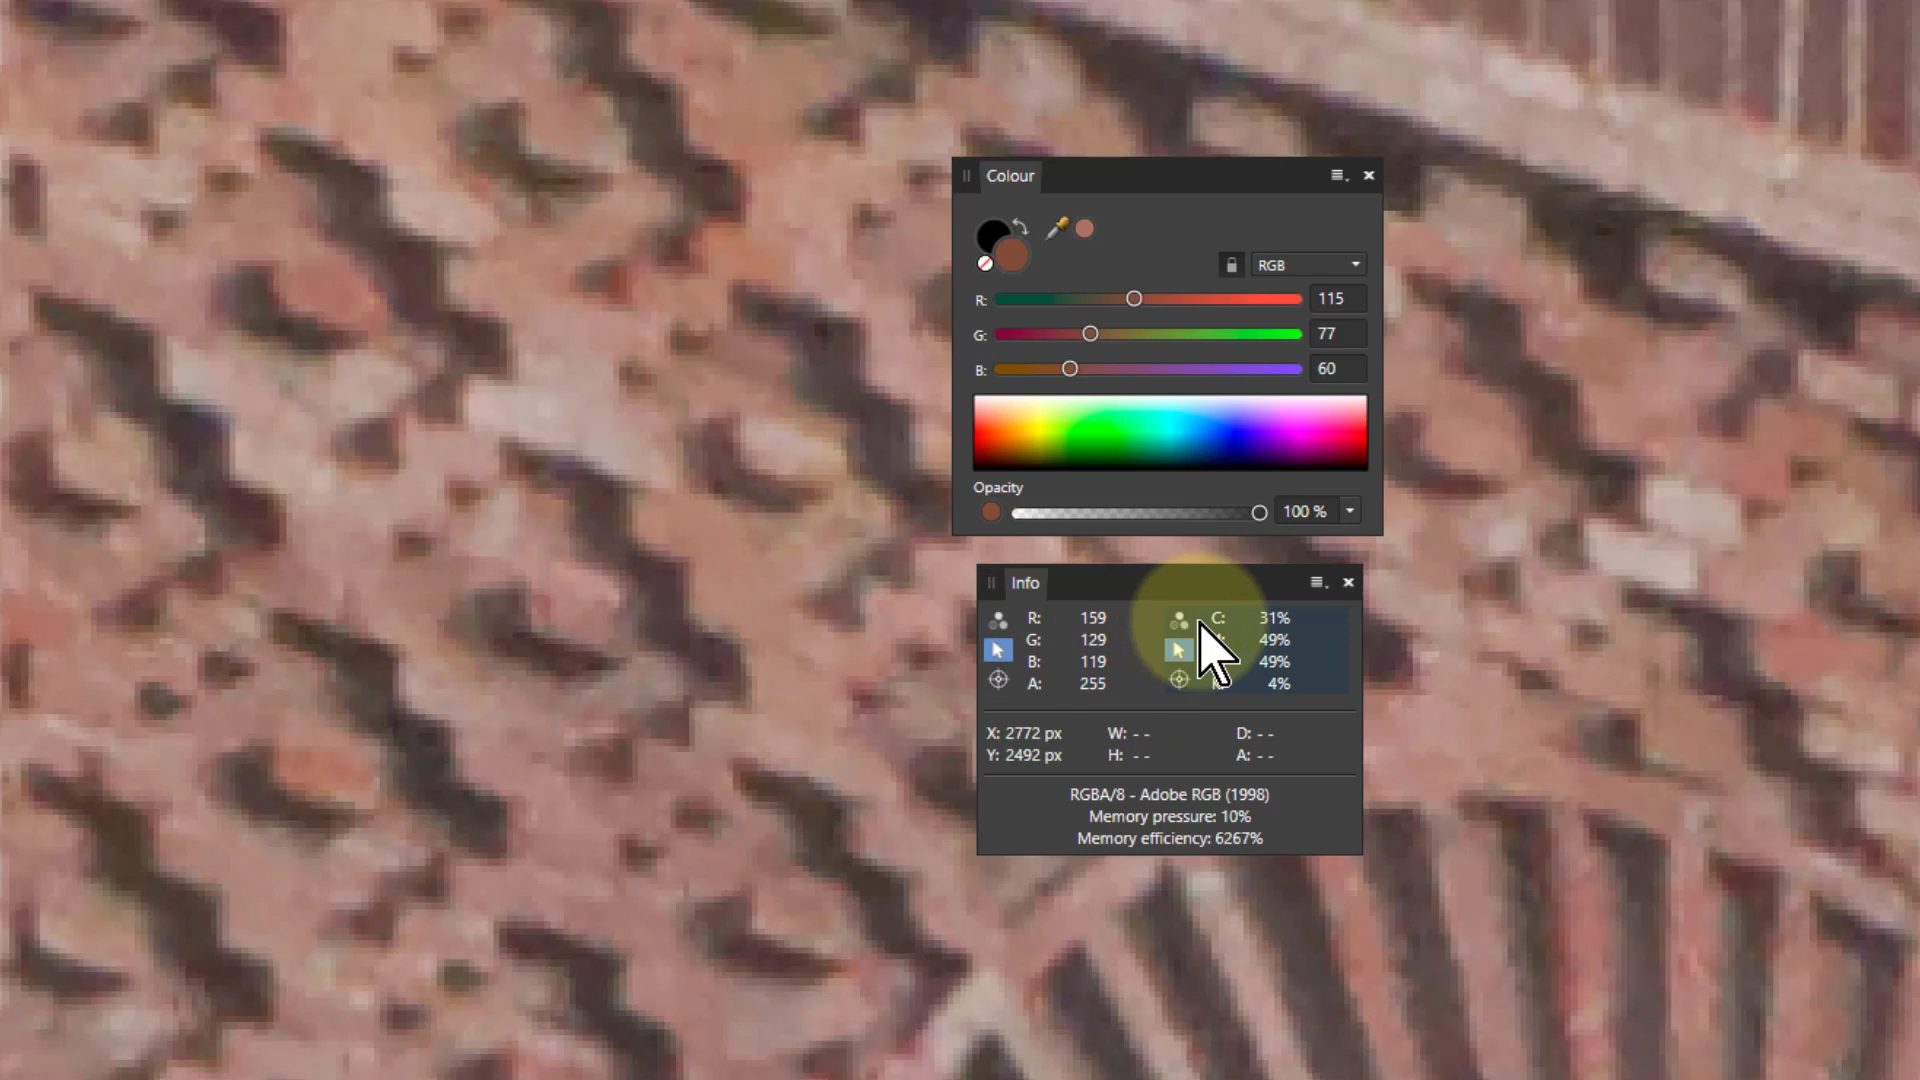 Colour
RGB
R: 115
G: 77
B: 60
Opacity
100 %
Info
R: 159 C: 31%
G: 129 49%
B: 119 49%
A: 255 4%
X: 2772 px W: - - D: - -
Y: 2492 px H: - - A: - -
RGBA/8 - Adobe RGB (1998)
Memory pressure: 10%
Memory efficiency: 6267%